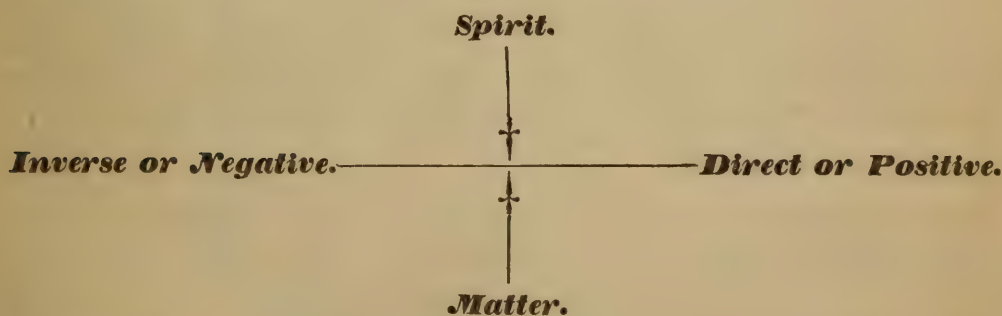 Spirit.
Inverse or Negative. Direct or Positive.
Matter.